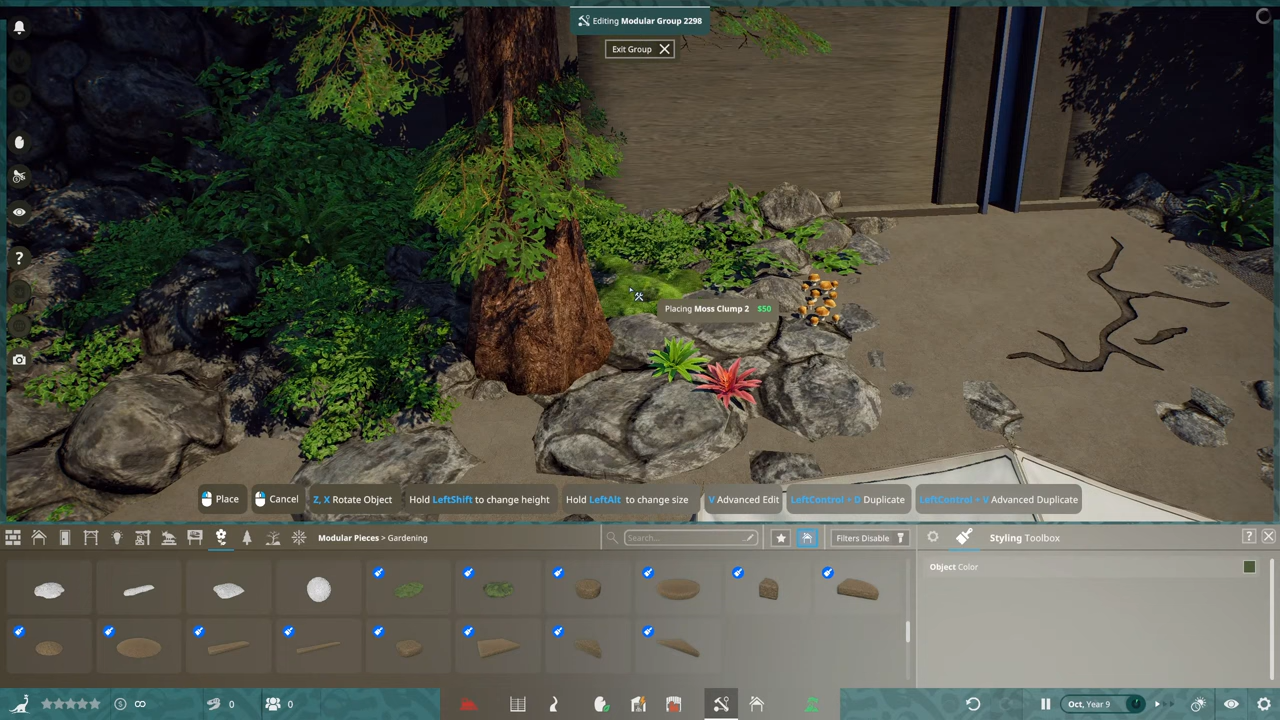 Editing Modular Group 2298
Exit Group
Placing Moss Clump 2 $50
Place
Cancel
Z, X Rotate Object
Hold LeftShift to change height
Hold LeftAlt to change size
V Advanced Edit
LeftControl + D Duplicate
LeftControl + V Advanced Duplicate
Modular Pieces > Gardening
Search...
Filters Disable
Styling Toolbox
?
Object Color
?
0
0
Oct, Year 9